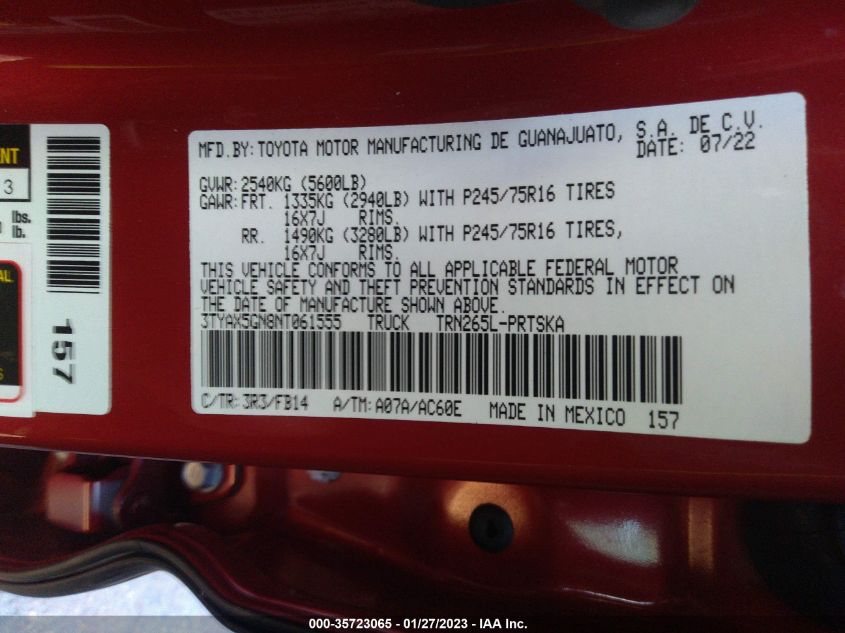 MFD.BY:TOYOTA MOTOR MANUFACTURING DE GUANAJUATO, S.A. DE C.V.
DATE: 07/22
GVWR:2540KG (5600LB)
GAWR:FRT. 1335KG (2940LB) WITH P245/75R16 TIRES
16X7J RIMS.
RR. 1490KG (3280LB) WITH P245/75R16 TIRES,
16X7J RIMS.
THIS VEHICLE CONFORMS TO ALL APPLICABLE FEDERAL MOTOR
VEHICLE SAFETY AND THEFT PREVENTION STANDARDS IN EFFECT ON
THE DATE OF MANUFACTURE SHOWN ABOVE.
3TYAX5GN8NT061555 TRUCK TRN265L-PRTSKA
C/TR:3R3/FB14 A/TM:A07A/AC60E MADE IN MEXICO 157
3
lbs.
lb.
157
000-35723065 - 01/27/2023 - IAA Inc.